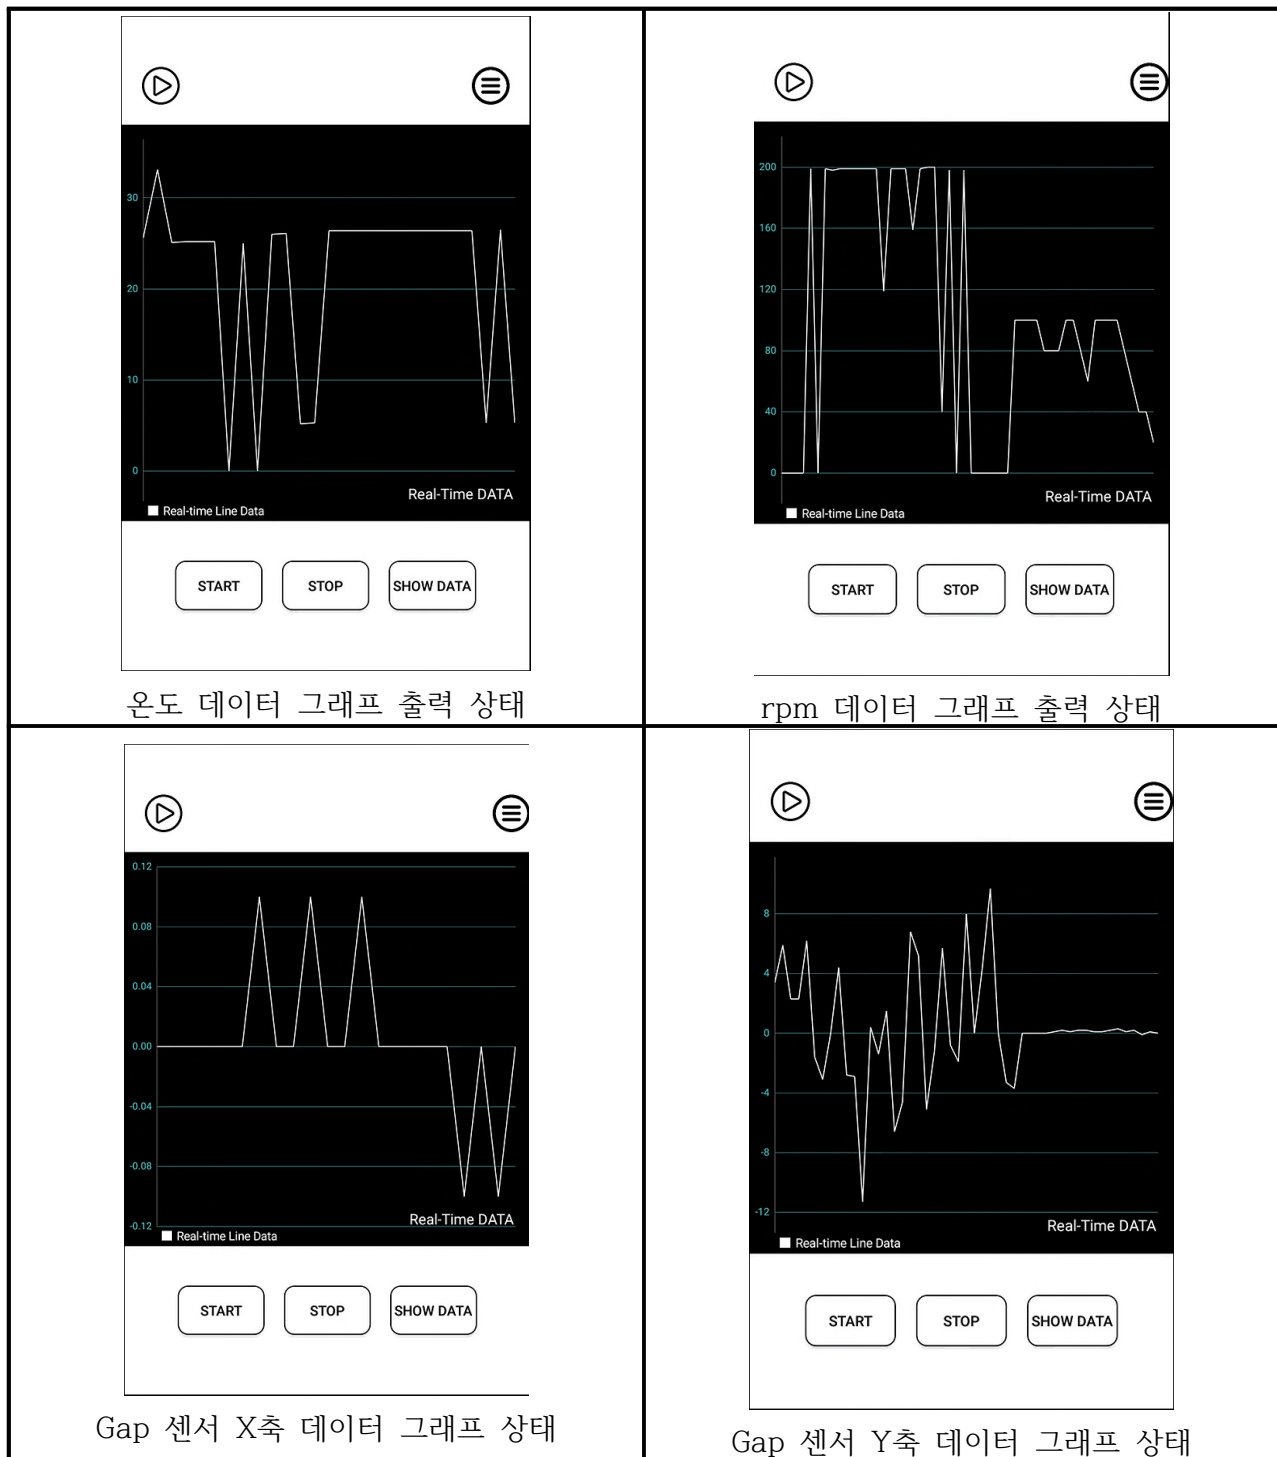 30
20
10
0
Real-Time DATA
Real-time Line Data
START
STOP
SHOW DATA
온도 데이터 그래프 출력 상태
200
160
120
80
40
0
Real-Time DATA
Real-time Line Data
START
STOP
SHOW DATA
rpm 데이터 그래프 출력 상태
0.12
0.08
0.04
0.00
-0.04
-0.08
-0.12
Real-Time DATA
Real-time Line Data
START
STOP
SHOW DATA
Gap 센서 X축 데이터 그래프 상태
8
4
0
-4
-8
-12
Real-Time DATA
Real-time Line Data
START
STOP
SHOW DATA
Gap 센서 Y축 데이터 그래프 상태